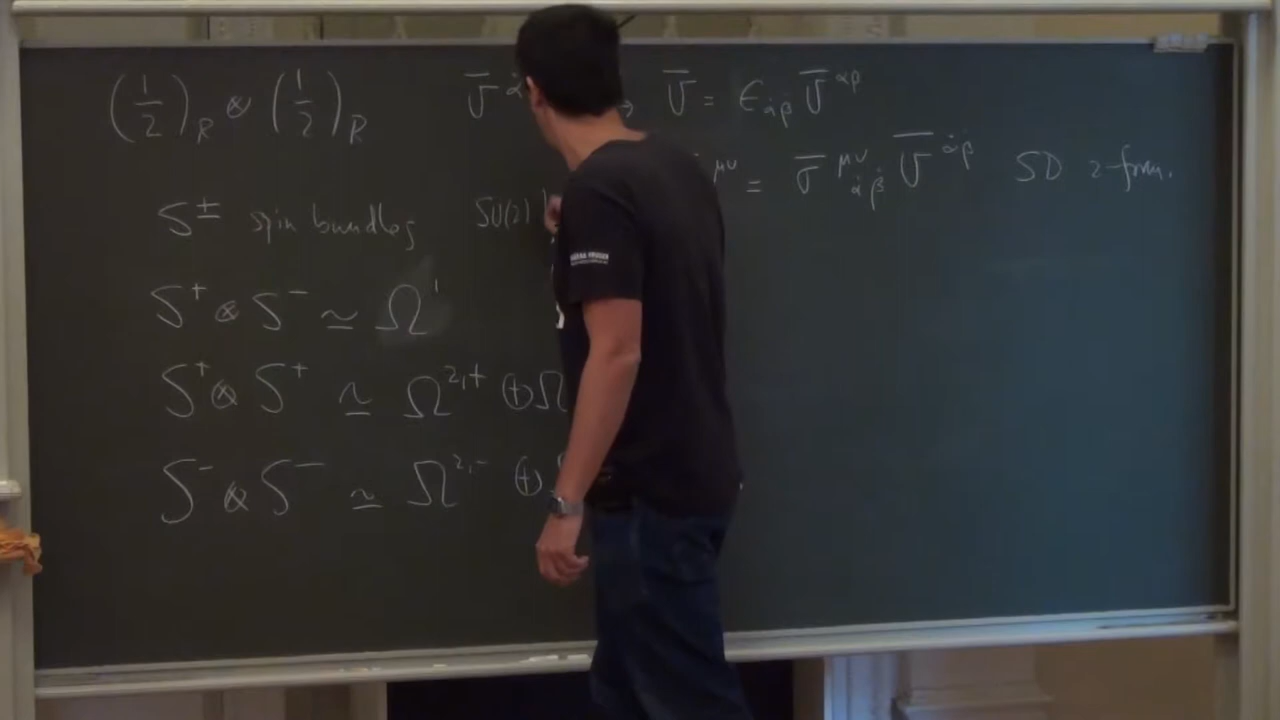 (1/2)_R ⊗ (1/2)_R
Ū^α̇ → Ū = ϵ_α̇β̇ Ū^α̇β̇
^μν = σ̄^μν_α̇β̇ Ū^α̇β̇ SD 2-form.
S^± spin bundles SU(2)
S^+ ⊗ S^- ≃ Ω^1
S^+ ⊗ S^+ ≃ Ω^2,+ ⊕ Ω
S^- ⊗ S^- ≃ Ω^2,- ⊕